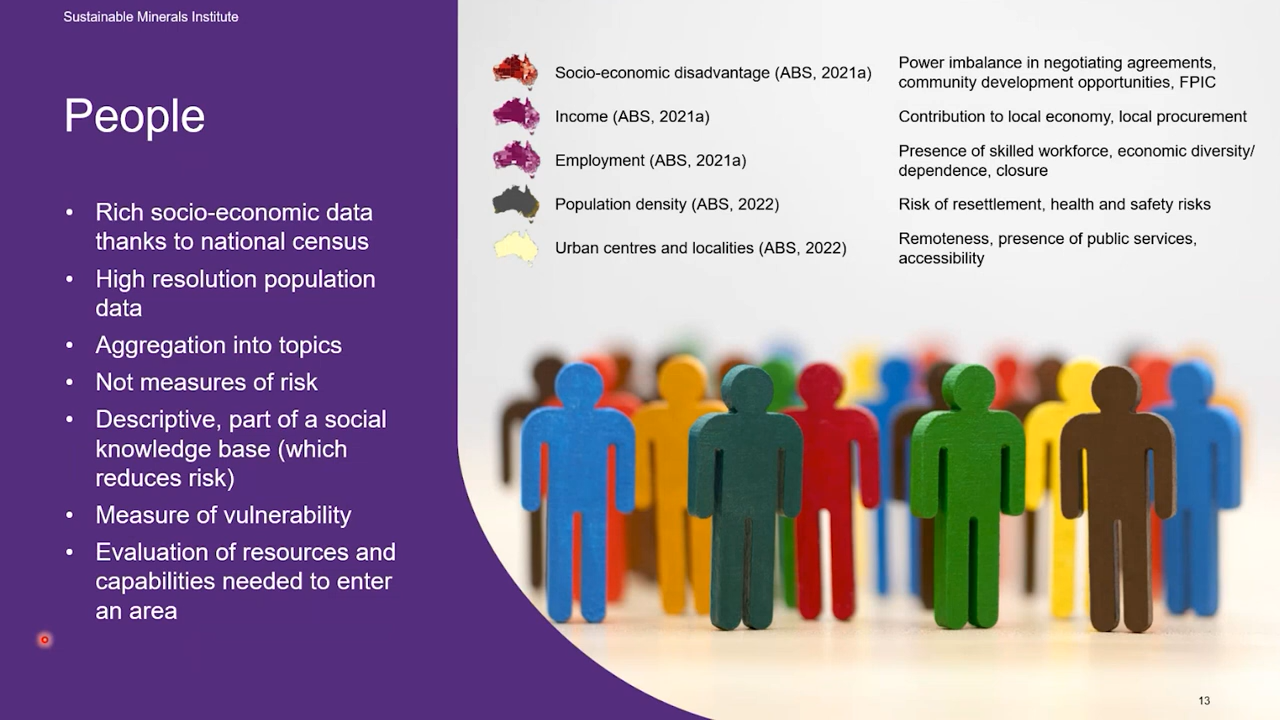 Sustainable Minerals Institute
People
• Rich socio-economic data
thanks to national census
• High resolution population
data
• Aggregation into topics
• Not measures of risk
• Descriptive, part of a social
knowledge base (which
reduces risk)
• Measure of vulnerability
• Evaluation of resources and
capabilities needed to enter
an area
Socio-economic disadvantage (ABS, 2021a)
Power imbalance in negotiating agreements,
community development opportunities, FPIC
Income (ABS, 2021a)
Contribution to local economy, local procurement
Employment (ABS, 2021a)
Presence of skilled workforce, economic diversity/
dependence, closure
Population density (ABS, 2022)
Risk of resettlement, health and safety risks
Urban centres and localities (ABS, 2022)
Remoteness, presence of public services,
accessibility
13